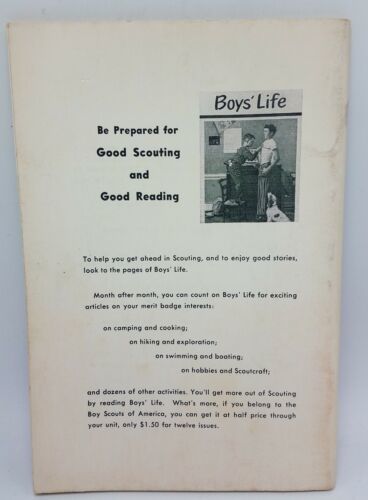 Boys' Life
Be Prepared for
Good Scouting
and
Good Reading
To help you get ahead in Scouting, and to enjoy good stories,
look to the pages of Boys' Life.
Month after month, you can count on Boys' Life for exciting
articles on your merit badge interests:
on camping and cooking;
on hiking and exploration;
on swimming and boating;
on hobbies and Scoutcraft;
and dozens of other activities. You'll get more out of Scouting
by reading Boys' Life. What's more, if you belong to the
Boy Scouts of America, you can get it at half price through
your unit, only $1.50 for twelve issues.